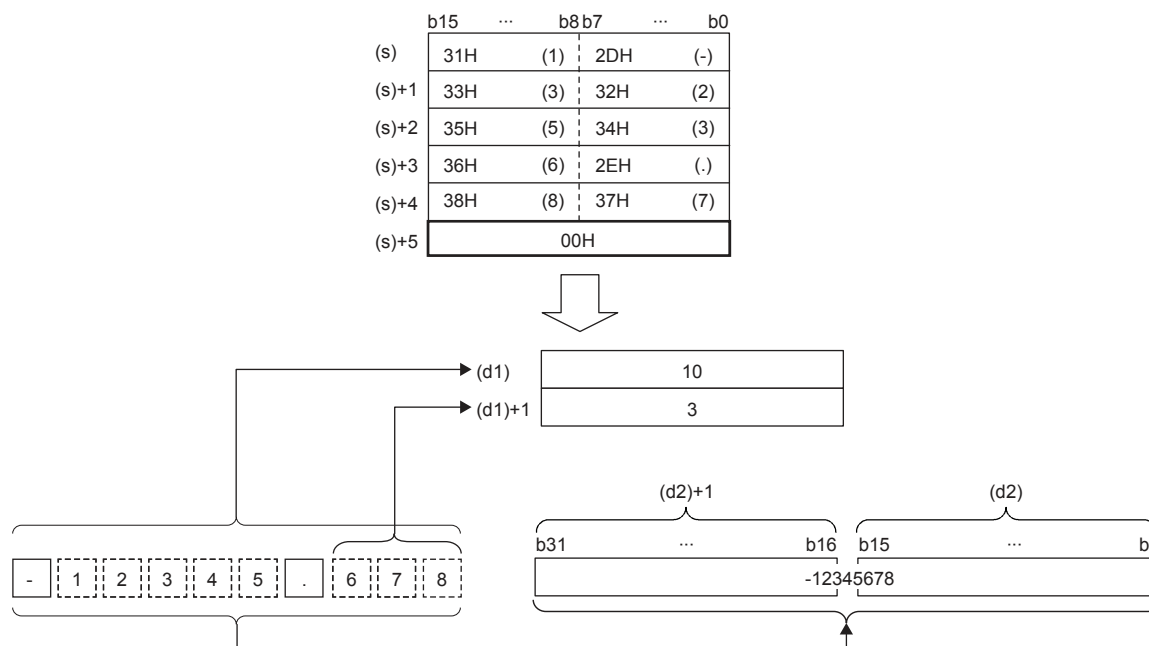 b15 ... b8 b7 ... b0
(s) 31H (1) 2DH (-)
(s)+1 33H (3) 32H (2)
(s)+2 35H (5) 34H (3)
(s)+3 36H (6) 2EH (.)
(s)+4 38H (8) 37H (7)
(s)+5 00H
(d1) 10
(d1)+1 3
(d2)+1 (d2)
b31 ... b16 b15 ... b
- 1 2 3 4 5 . 6 7 8
-12345678